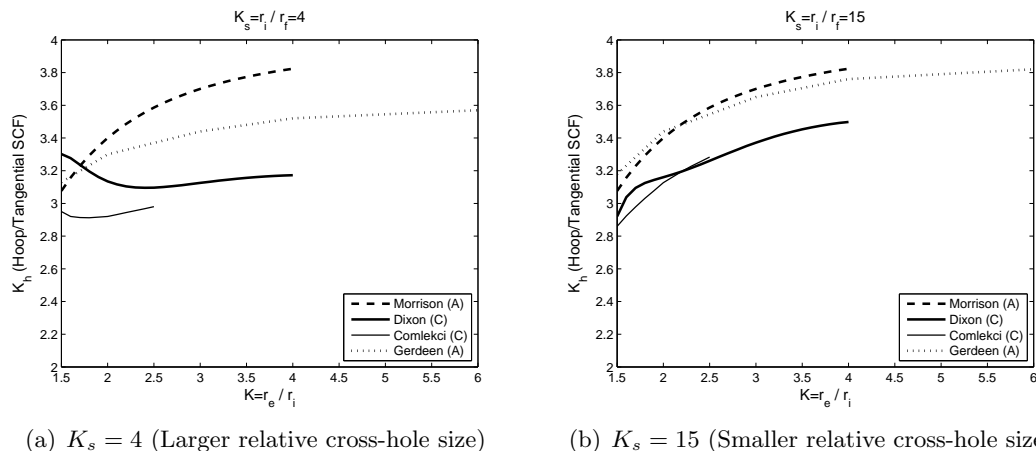 K_s=r_i / r_f=4
4
3.8
3.6
3.4
3.2
3
2.8
2.6
2.4
2.2
2
K_h (Hoop/Tangential SCF)
Morrison (A)
Dixon (C)
Comlekci (C)
Gerdeen (A)
1.5 2 2.5 3 3.5 4 4.5 5 5.5 6
K=r_e / r_i
(a) K_s = 4 (Larger relative cross-hole size)
K_s=r_i / r_f=15
4
3.8
3.6
3.4
3.2
3
2.8
2.6
2.4
2.2
2
K_h (Hoop/Tangential SCF)
Morrison (A)
Dixon (C)
Comlekci (C)
Gerdeen (A)
1.5 2 2.5 3 3.5 4 4.5 5 5.5 6
K=r_e / r_i
(b) K_s = 15 (Smaller relative cross-hole size